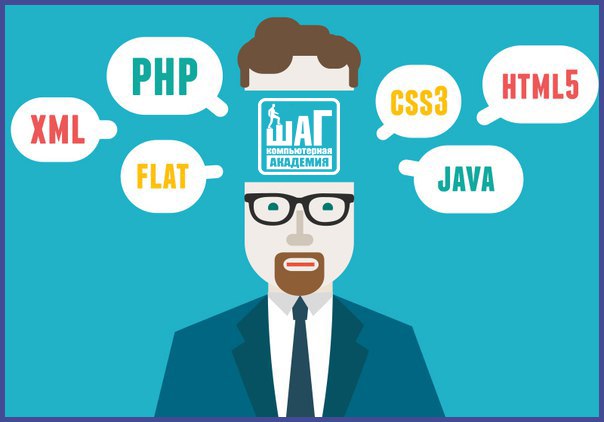 PHP
CSS3
HTML5
XML
FLAT
JAVA
ШАГ
КОМПЬЮТЕРНАЯ
АКАДЕМИЯ